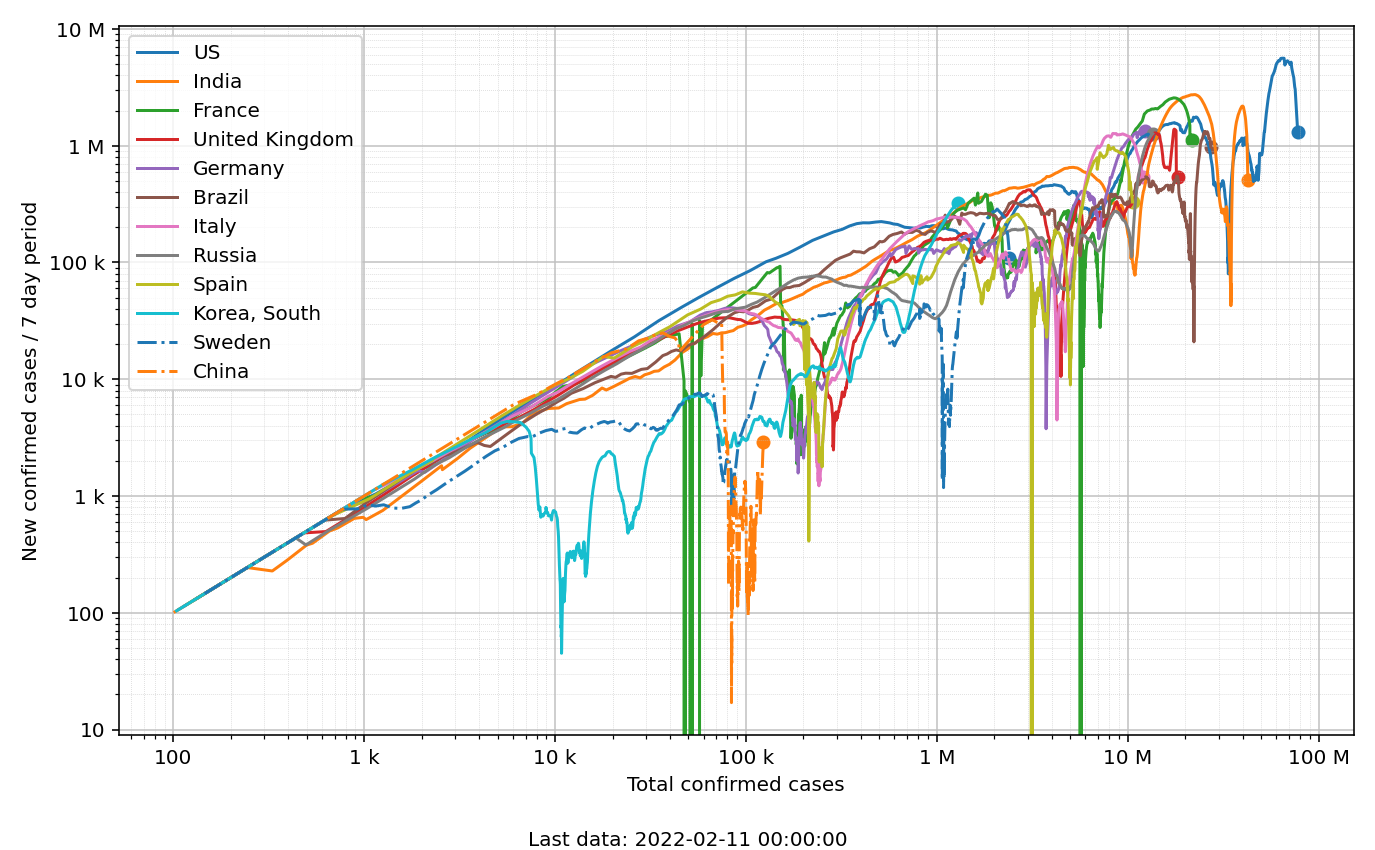 10 M
1 M
100 k
10 k
1 k
100
10
New confirmed cases / 7 day period
US
India
France
United Kingdom
Germany
Brazil
Italy
Russia
Spain
Korea, South
Sweden
China
100
1 k
10 k
100 k
1 M
10 M
100 M
Total confirmed cases
Last data: 2022-02-11 00:00:00